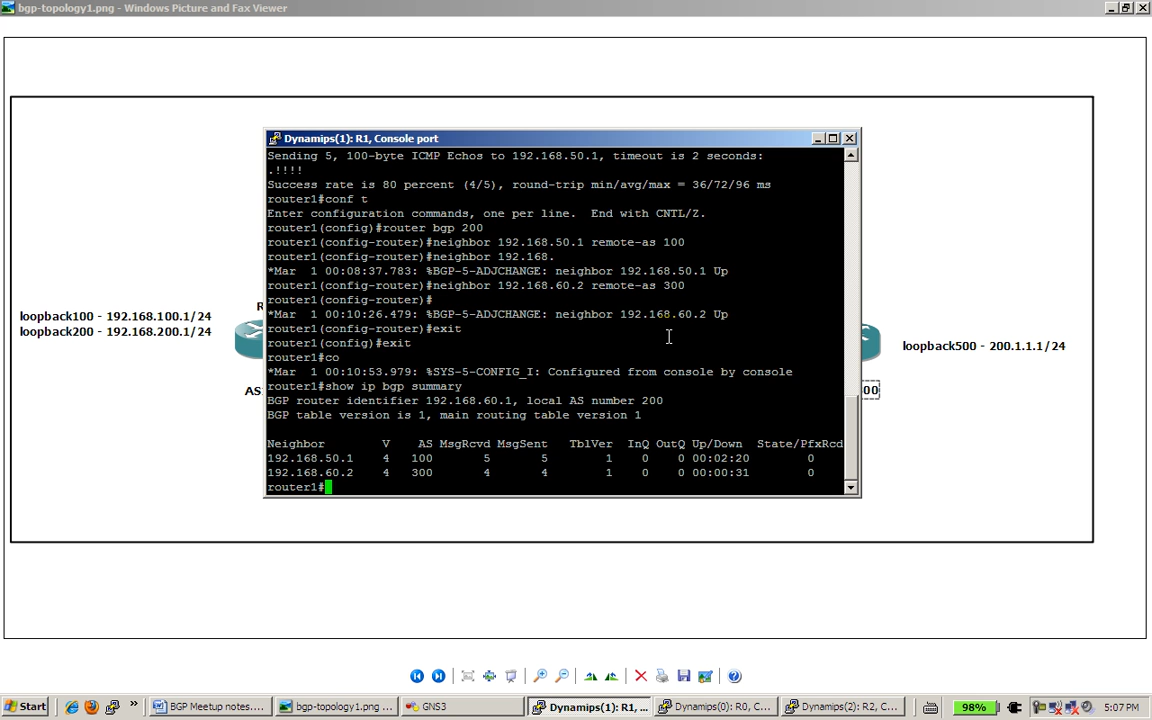 bgp-topology1.png - Windows Picture and Fax Viewer
Dynamips(1): R1, Console port
Sending 5, 100-byte ICMP Echos to 192.168.50.1, timeout is 2 seconds:
.!!!!
Success rate is 80 percent (4/5), round-trip min/avg/max = 36/72/96 ms
router1#conf t
Enter configuration commands, one per line.  End with CNTL/Z.
router1(config)#router bgp 200
router1(config-router)#neighbor 192.168.50.1 remote-as 100
router1(config-router)#neighbor 192.168.
*Mar  1 00:08:37.783: %BGP-5-ADJCHANGE: neighbor 192.168.50.1 Up
router1(config-router)#neighbor 192.168.60.2 remote-as 300
router1(config-router)#
*Mar  1 00:10:26.479: %BGP-5-ADJCHANGE: neighbor 192.168.60.2 Up
router1(config-router)#exit
router1(config)#exit
router1#co
*Mar  1 00:10:53.979: %SYS-5-CONFIG_I: Configured from console by console
router1#show ip bgp summary
BGP router identifier 192.168.60.1, local AS number 200
BGP table version is 1, main routing table version 1
Neighbor        V    AS MsgRcvd MsgSent   TblVer  InQ OutQ Up/Down  State/PfxRcd
192.168.50.1    4   100       5       5        1    0    0 00:02:20        0
192.168.60.2    4   300       4       4        1    0    0 00:00:31        0
router1#
R
loopback100 - 192.168.100.1/24
loopback200 - 192.168.200.1/24
AS
loopback500 - 200.1.1.1/24
00
Start
BGP Meetup notes....
bgp-topology1.png ...
GNS3
Dynamips(1): R1, ...
Dynamips(0): R0, C...
Dynamips(2): R2, C...
98%
5:07 PM